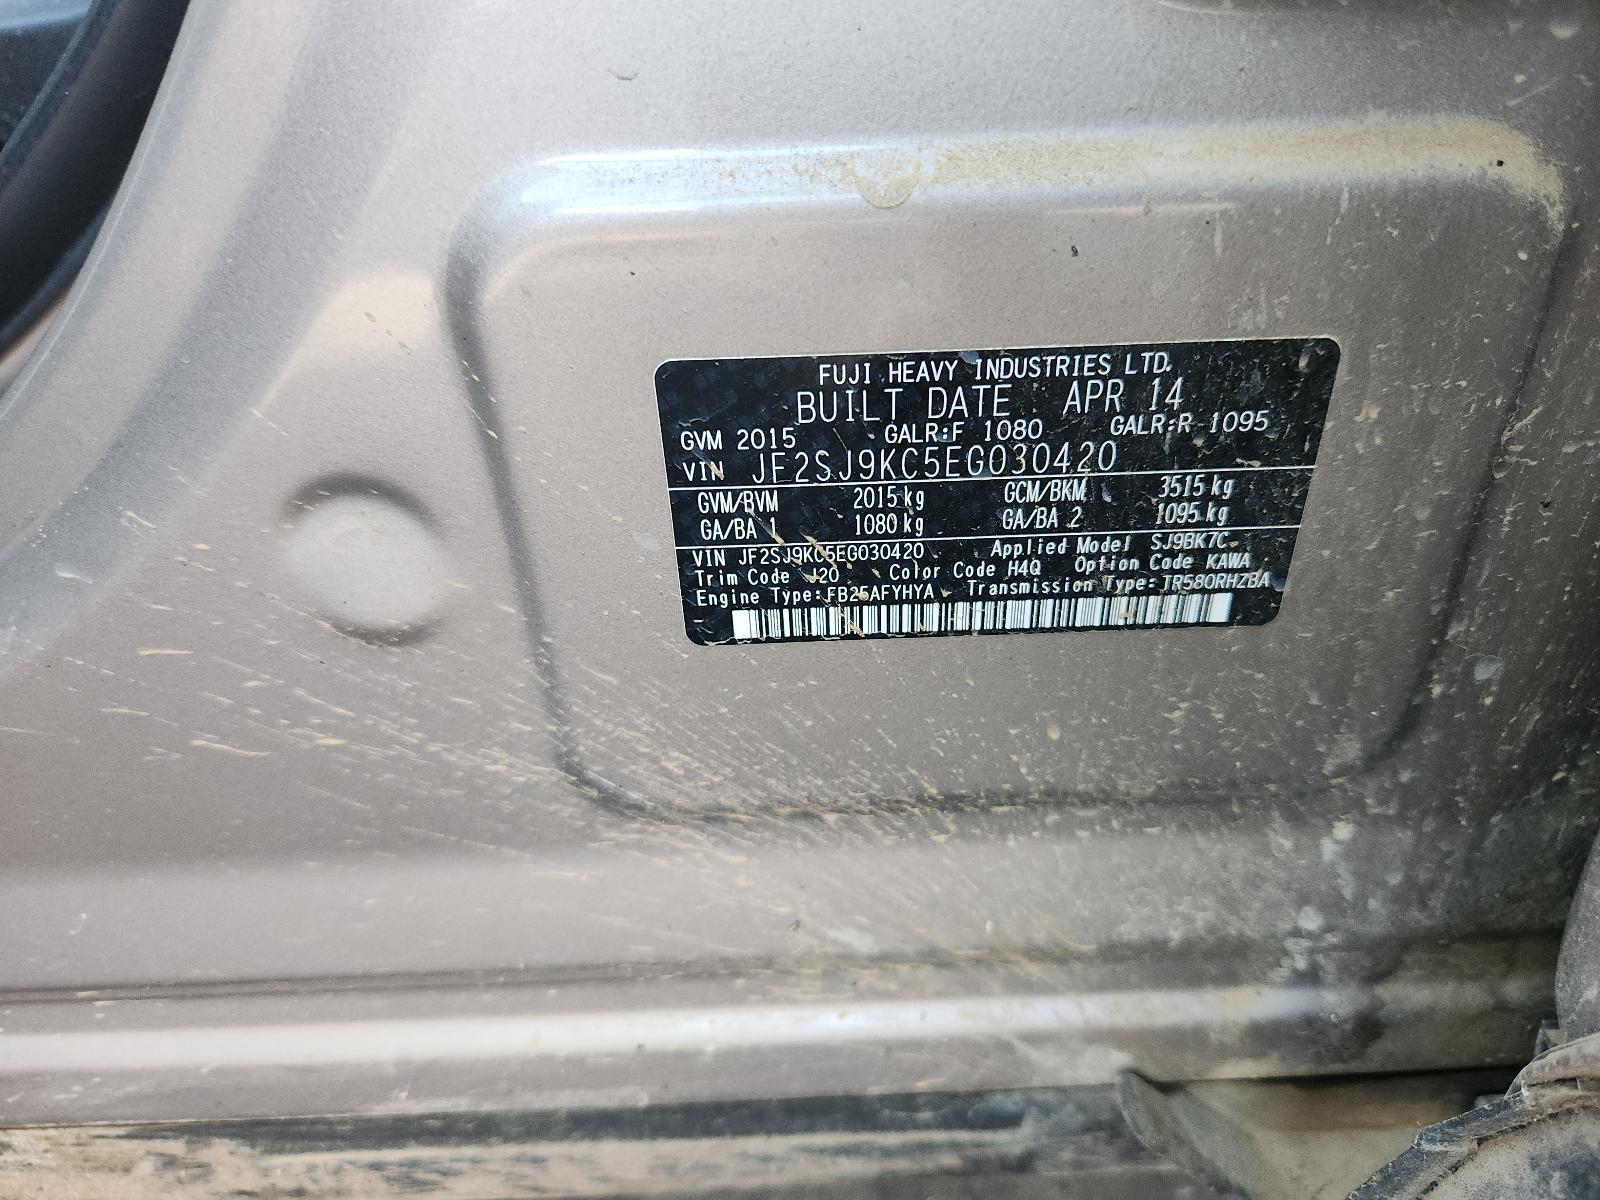 FUJI HEAVY INDUSTRIES LTD.
BUILT DATE APR 14
GVM 2015 GALR:F 1080 GALR:R 1095
VIN JF2SJ9KC5EG030420
GVM/BVM 2015 kg GCM/BKM 3515 kg
GA/BA 1 1080 kg GA/BA 2 1095 kg
VIN JF2SJ9KC5EG030420 Applied Model SJ9BK7C
Trim Code J20 Color Code H4Q Option Code KAWA
Engine Type:FB25AFYHYA Transmission Type:TR580RHZBA